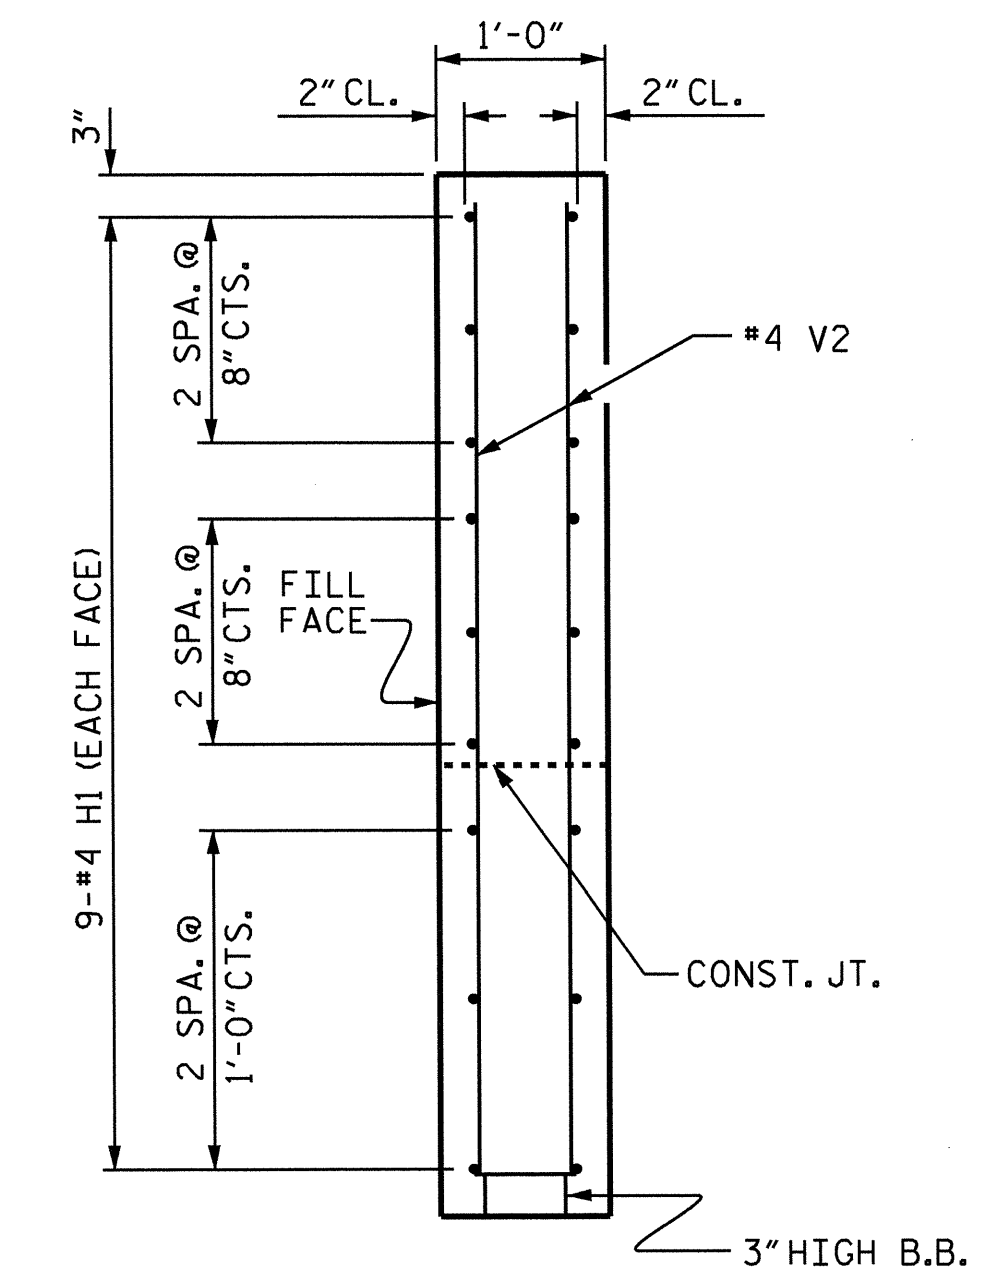 1'-0"
2" CL.
2" CL.
3"
2 SPA. @
8" CTS.
#4 V2
2 SPA. @
8" CTS.
FILL
FACE
9-#4 H1 (EACH FACE)
2 SPA. @
1'-0" CTS.
CONST. JT.
3" HIGH B.B.